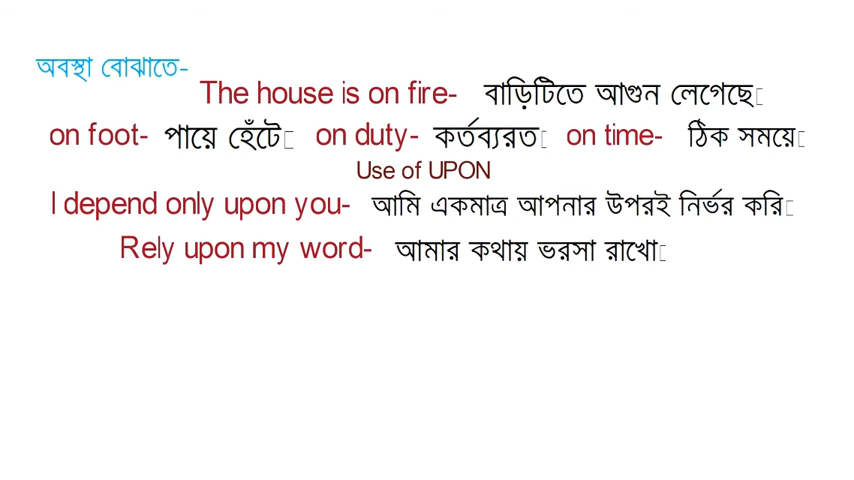 অবস্থা বোঝাতে-
The house is on fire- বাড়িটিতে আগুন লেগেছে
on foot- পায়ে হেঁটে on duty- কর্তব্যরত on time- ঠিক সময়ে
Use of UPON
I depend only upon you- আমি একমাত্র আপনার উপরই নির্ভর করি
Rely upon my word- আমার কথায় ভরসা রাখো